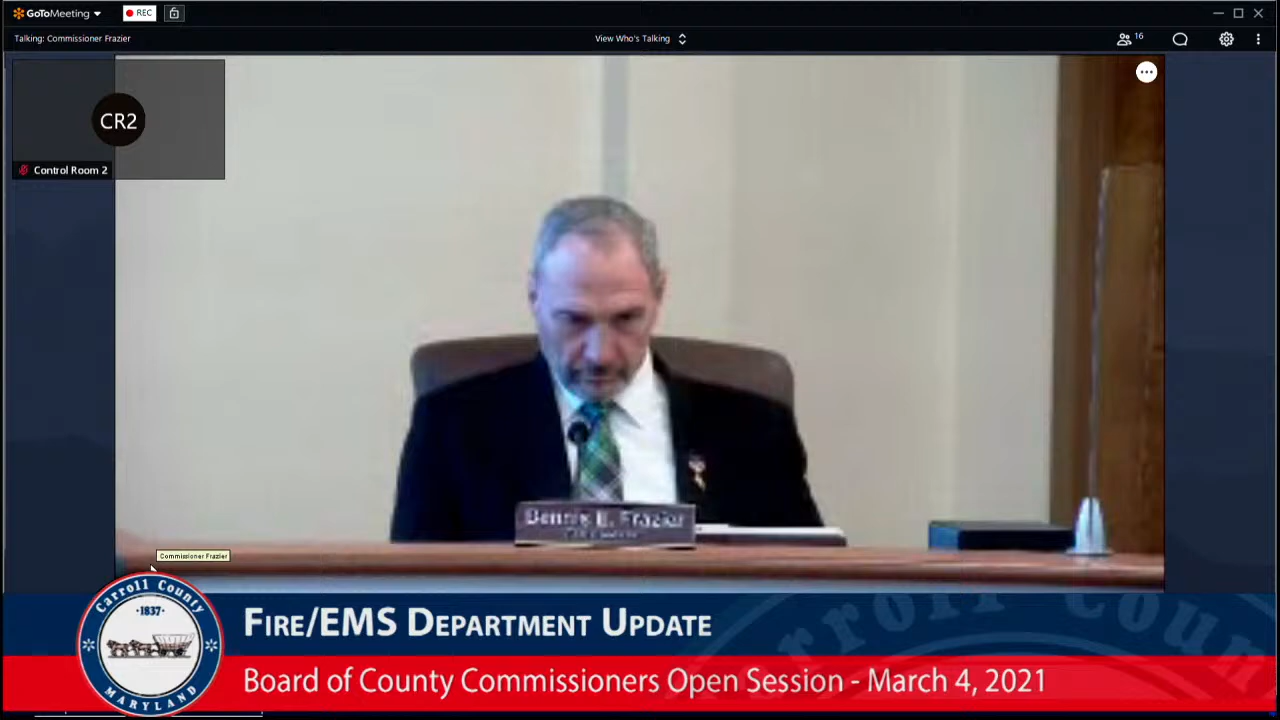 GoToMeeting
REC
Talking: Commissioner Frazier
View Who's Talking
16
CR2
Control Room 2
Dennis E. Frazier
Commissioner Frazier
Carroll County
1837
MARYLAND
FIRE/EMS DEPARTMENT UPDATE
Board of County Commissioners Open Session - March 4, 2021